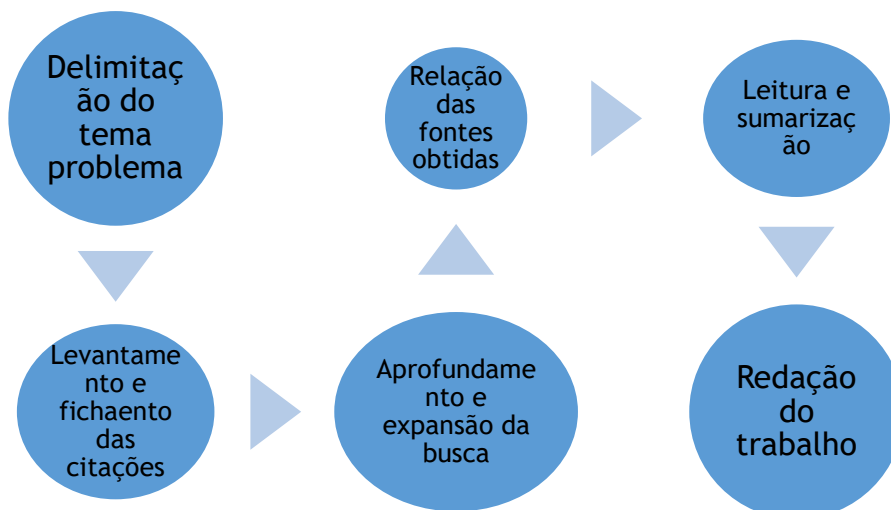 Delimitaç
ão do
tema
problema
Levantame
nto e
fichaento
das
citações
Aprofundame
nto e
expansão da
busca
Relação
das
fontes
obtidas
Leitura e
sumarizaç
ão
Redação
do
trabalho